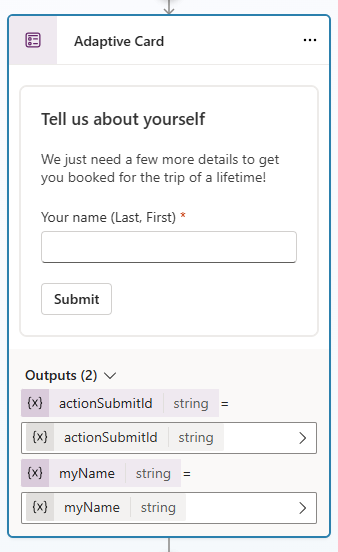 Adaptive Card
Tell us about yourself
We just need a few more details to get
you booked for the trip of a lifetime!
Your name (Last, First) *
Submit
Outputs (2)
{x} actionSubmitId string =
{x} actionSubmitId string
{x} myName string =
{x} myName string